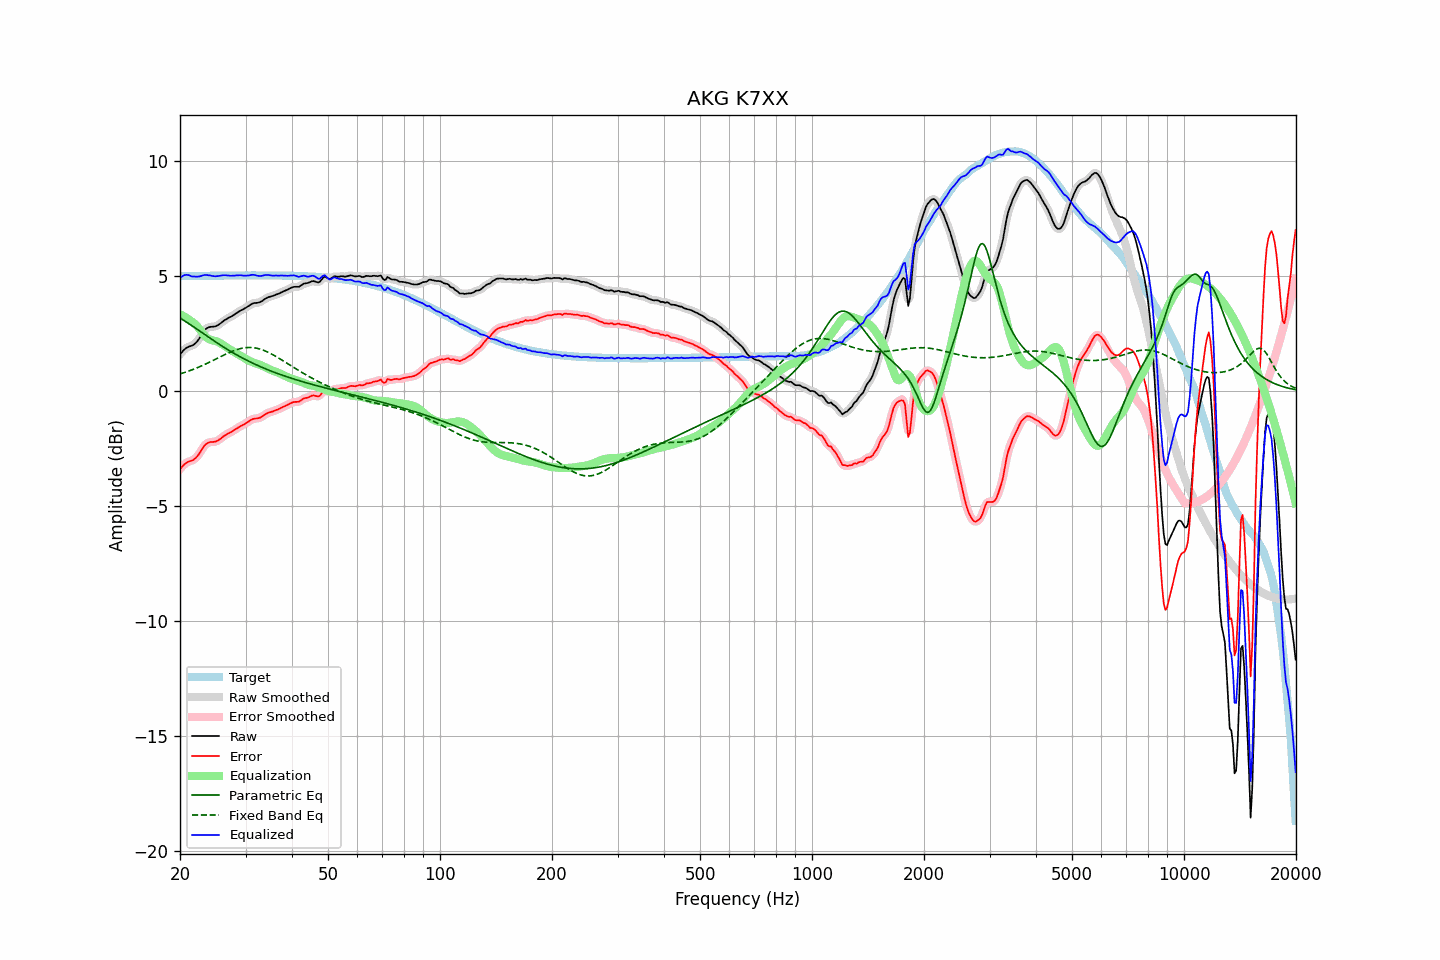 AKG K7XX
10
5
0
−5
−10
−15
−20
Amplitude (dBr)
Target
Raw Smoothed
Error Smoothed
Raw
Error
Equalization
Parametric Eq
Fixed Band Eq
Equalized
20 50 100 200 500 1000 2000 5000 10000 20000
Frequency (Hz)